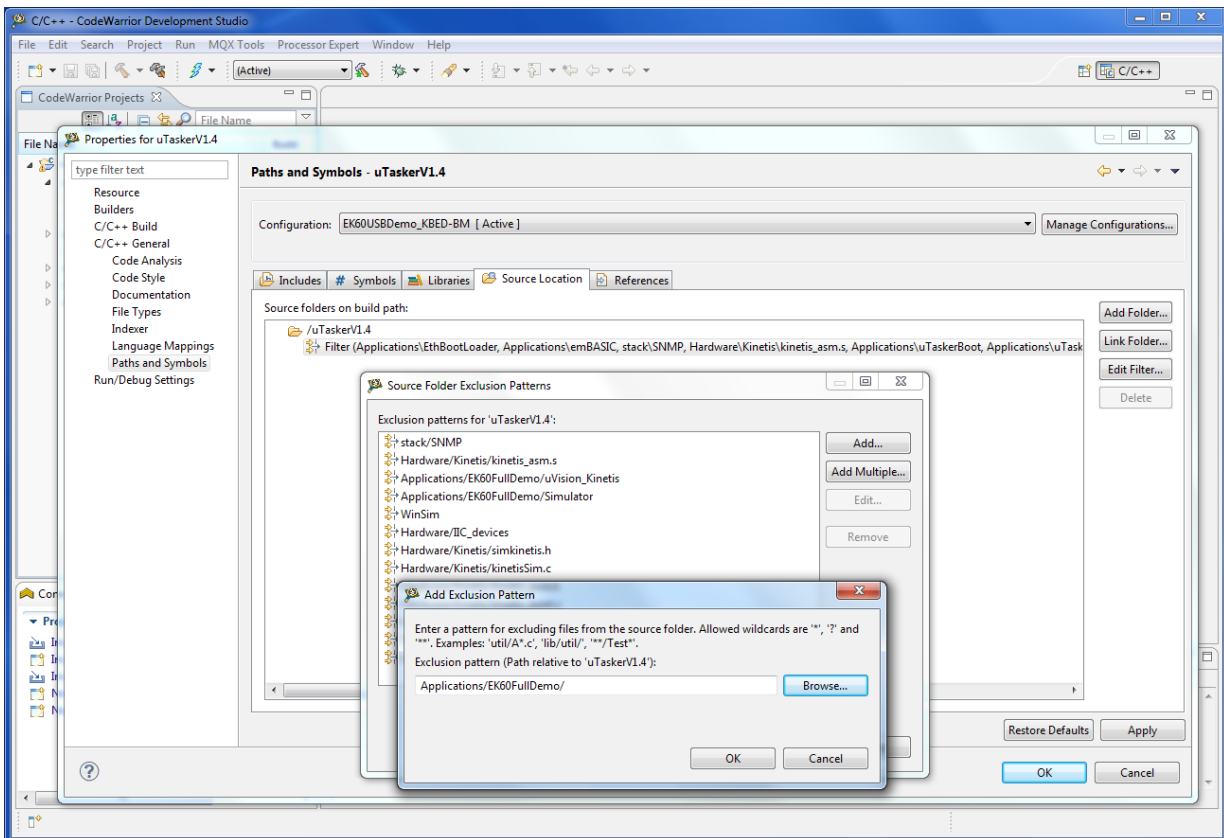 C/C++ - CodeWarrior Development Studio
File Edit Search Project Run MQX Tools Processor Expert Window Help
(Active)
C/C++
CodeWarrior Projects
File Name
File Na
Properties for uTaskerV1.4
type filter text
Resource
Builders
C/C++ Build
C/C++ General
Code Analysis
Code Style
Documentation
File Types
Indexer
Language Mappings
Paths and Symbols
Run/Debug Settings
Paths and Symbols - uTaskerV1.4
Configuration: EK60USBDemo_KBED-BM [ Active ]
Manage Configurations...
Includes # Symbols Libraries Source Location References
Source folders on build path:
/uTaskerV1.4
Filter (Applications\EthBootLoader, Applications\emBASIC, stack\SNMP, Hardware\Kinetis\kinetis_asm.s, Applications\uTaskerBoot, Applications\uTask
Add Folder...
Link Folder...
Edit Filter...
Delete
Source Folder Exclusion Patterns
Exclusion patterns for 'uTaskerV1.4':
stack/SNMP
Hardware/Kinetis/kinetis_asm.s
Applications/EK60FullDemo/uVision_Kinetis
Applications/EK60FullDemo/Simulator
WinSim
Hardware/IIC_devices
Hardware/Kinetis/simkinetis.h
Hardware/Kinetis/kinetisSim.c
Add...
Add Multiple...
Edit...
Remove
Add Exclusion Pattern
Enter a pattern for excluding files from the source folder. Allowed wildcards are '*', '?' and
'**'. Examples: 'util/A*.c', 'lib/util/', '**/Test*'.
Exclusion pattern (Path relative to 'uTaskerV1.4'):
Applications/EK60FullDemo/
Browse...
OK Cancel
Restore Defaults Apply
OK Cancel
Con
Pro